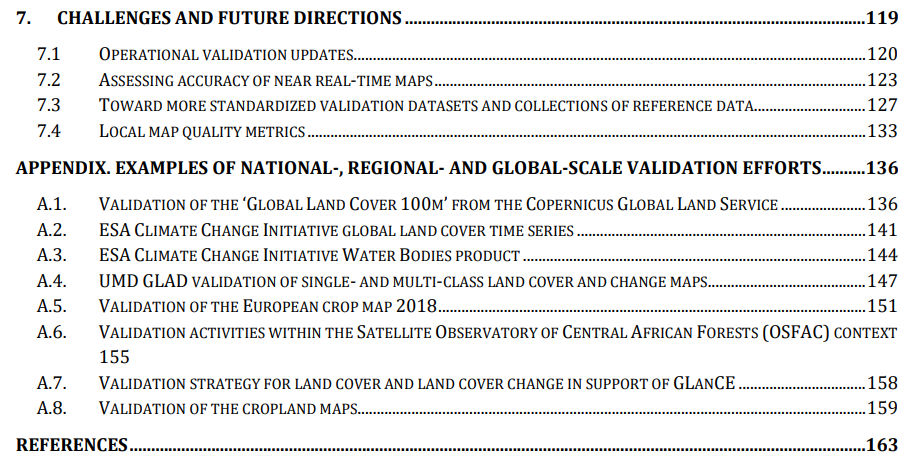 7. CHALLENGES AND FUTURE DIRECTIONS ... 119
7.1 OPERATIONAL VALIDATION UPDATES... 120
7.2 ASSESSING ACCURACY OF NEAR REAL-TIME MAPS ... 123
7.3 TOWARD MORE STANDARDIZED VALIDATION DATASETS AND COLLECTIONS OF REFERENCE DATA... 127
7.4 LOCAL MAP QUALITY METRICS ... 133
APPENDIX. EXAMPLES OF NATIONAL-, REGIONAL- AND GLOBAL-SCALE VALIDATION EFFORTS... 136
A.1. VALIDATION OF THE ‘GLOBAL LAND COVER 100M’ FROM THE COPERNICUS GLOBAL LAND SERVICE ... 136
A.2. ESA CLIMATE CHANGE INITIATIVE GLOBAL LAND COVER TIME SERIES ... 141
A.3. ESA CLIMATE CHANGE INITIATIVE WATER BODIES PRODUCT ... 144
A.4. UMD GLAD VALIDATION OF SINGLE- AND MULTI-CLASS LAND COVER AND CHANGE MAPS... 147
A.5. VALIDATION OF THE EUROPEAN CROP MAP 2018... 151
A.6. VALIDATION ACTIVITIES WITHIN THE SATELLITE OBSERVATORY OF CENTRAL AFRICAN FORESTS (OSFAC) CONTEXT
155
A.7. VALIDATION STRATEGY FOR LAND COVER AND LAND COVER CHANGE IN SUPPORT OF GLANCE ... 158
A.8. VALIDATION OF THE CROPLAND MAPS... 159
REFERENCES ... 163